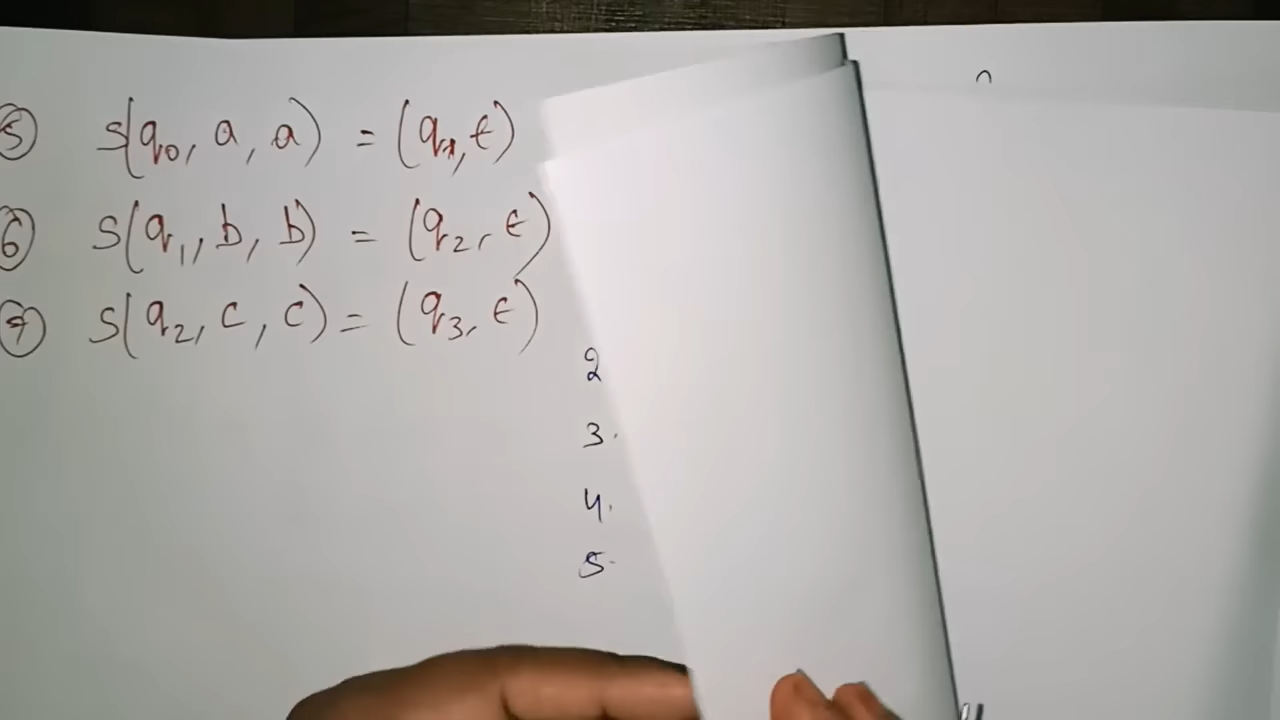 5 δ(q0, a, a) = (q1, ε)
6 δ(q1, b, b) = (q2, ε)
7 δ(q2, c, c) = (q3, ε)
2
3.
4.
5.